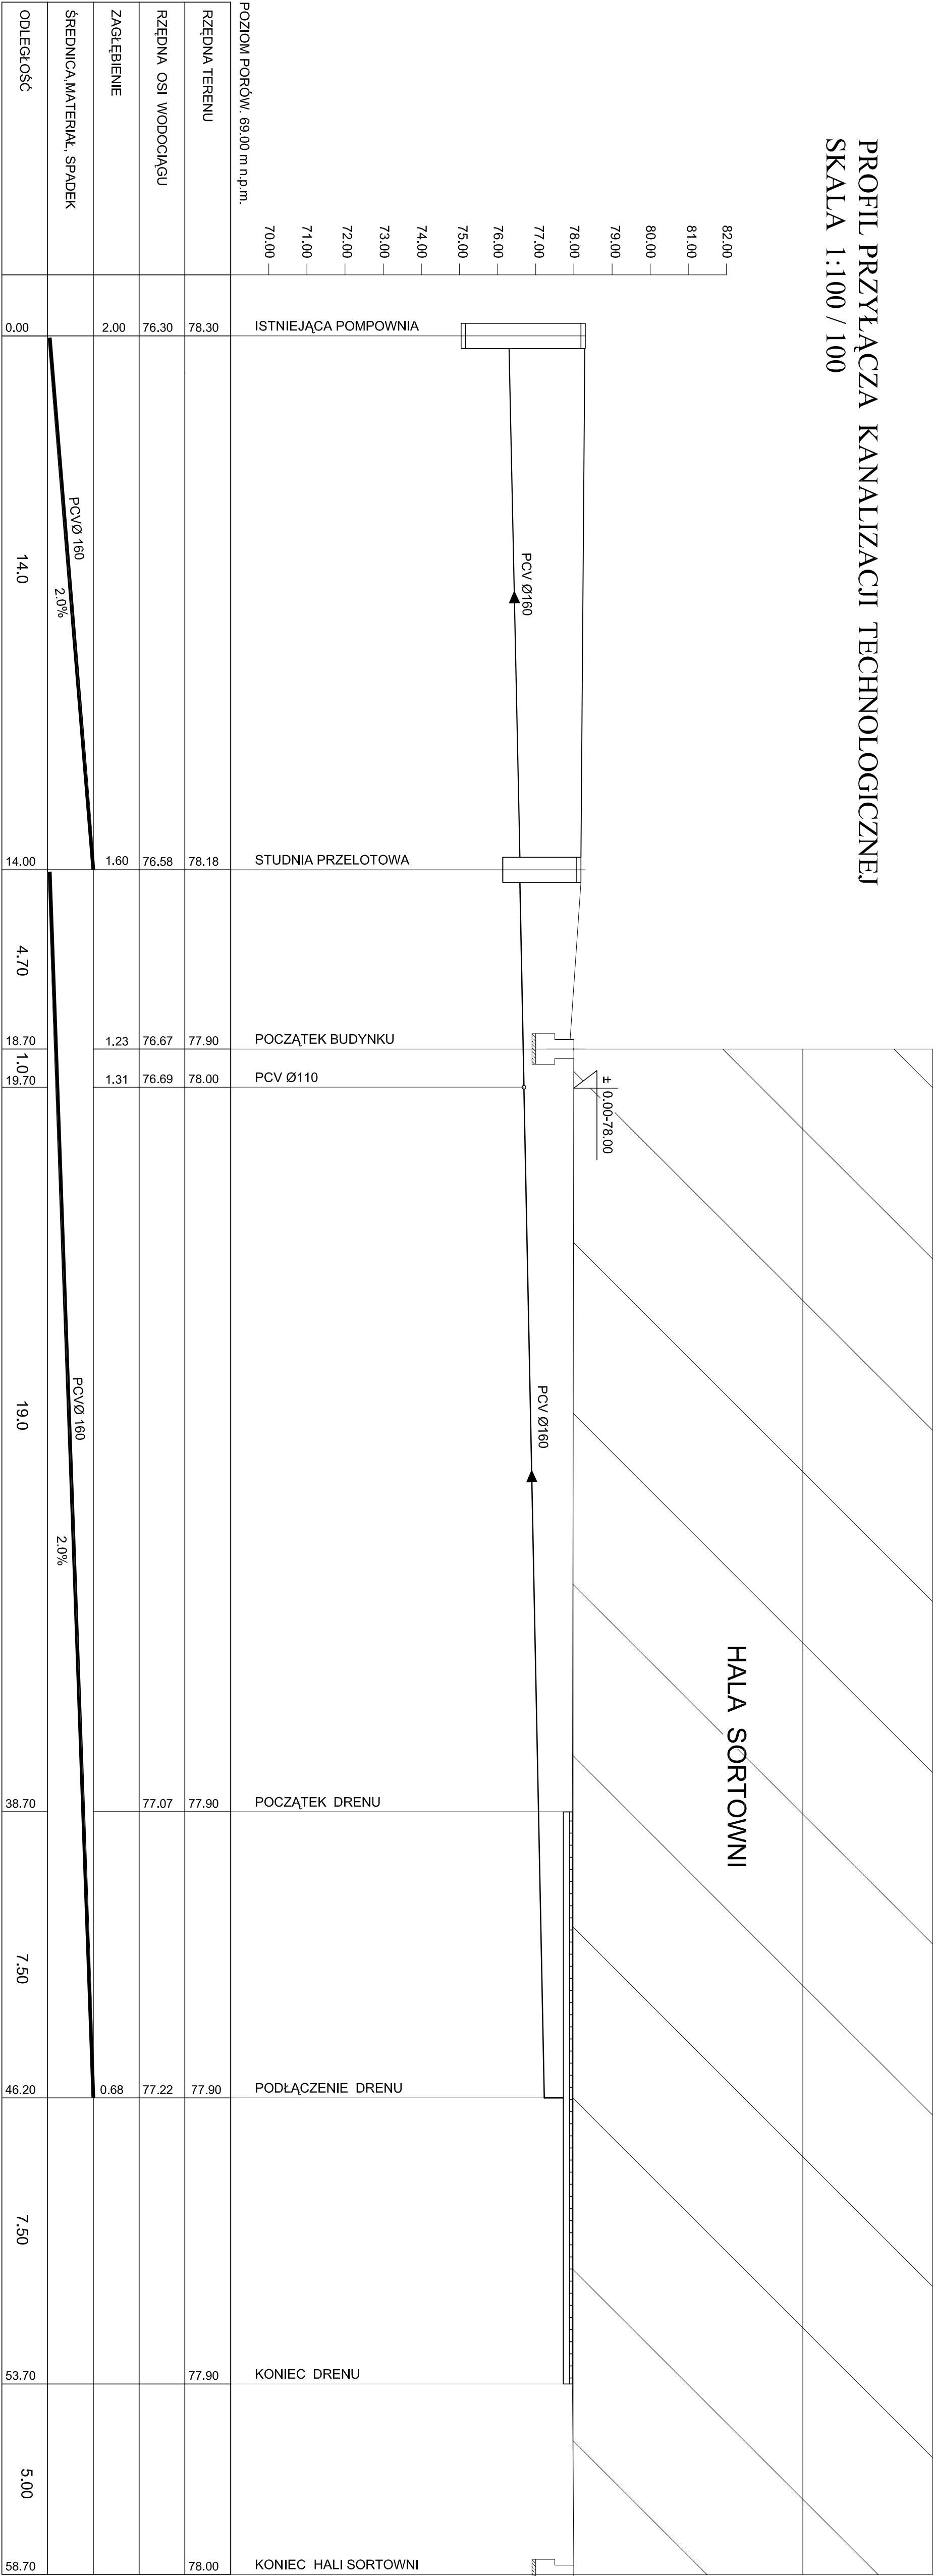 PROFIL PRZYŁĄCZA KANALIZACJI TECHNOLOGICZNEJ
SKALA 1:100 / 100
82.00
81.00
80.00
79.00
78.00
77.00
76.00
75.00
74.00
73.00
72.00
71.00
70.00
HALA SORTOWNI
± 0.00-78.00
PCV Ø160
PCV Ø160
POZIOM PORÓW. 69.00 m n.p.m.
ISTNIEJĄCA POMPOWNIA
STUDNIA PRZELOTOWA
POCZĄTEK BUDYNKU
PCV Ø110
POCZĄTEK DRENU
PODŁĄCZENIE DRENU
KONIEC DRENU
KONIEC HALI SORTOWNI
RZĘDNA TERENU 78.30 78.18 77.90 78.00 77.90 77.90 77.90 78.00
RZĘDNA OSI WODOCIĄGU 76.30 76.58 76.67 76.69 77.07 77.22
ZAGŁĘBIENIE 2.00 1.60 1.23 1.31 0.68
ŚREDNICA,MATERIAŁ, SPADEK PCVØ 160 2.0% PCVØ 160 2.0%
ODLEGŁOŚĆ 0.00 14.0 14.00 4.70 18.70 1.0 19.70 19.0 38.70 7.50 46.20 7.50 53.70 5.00 58.70